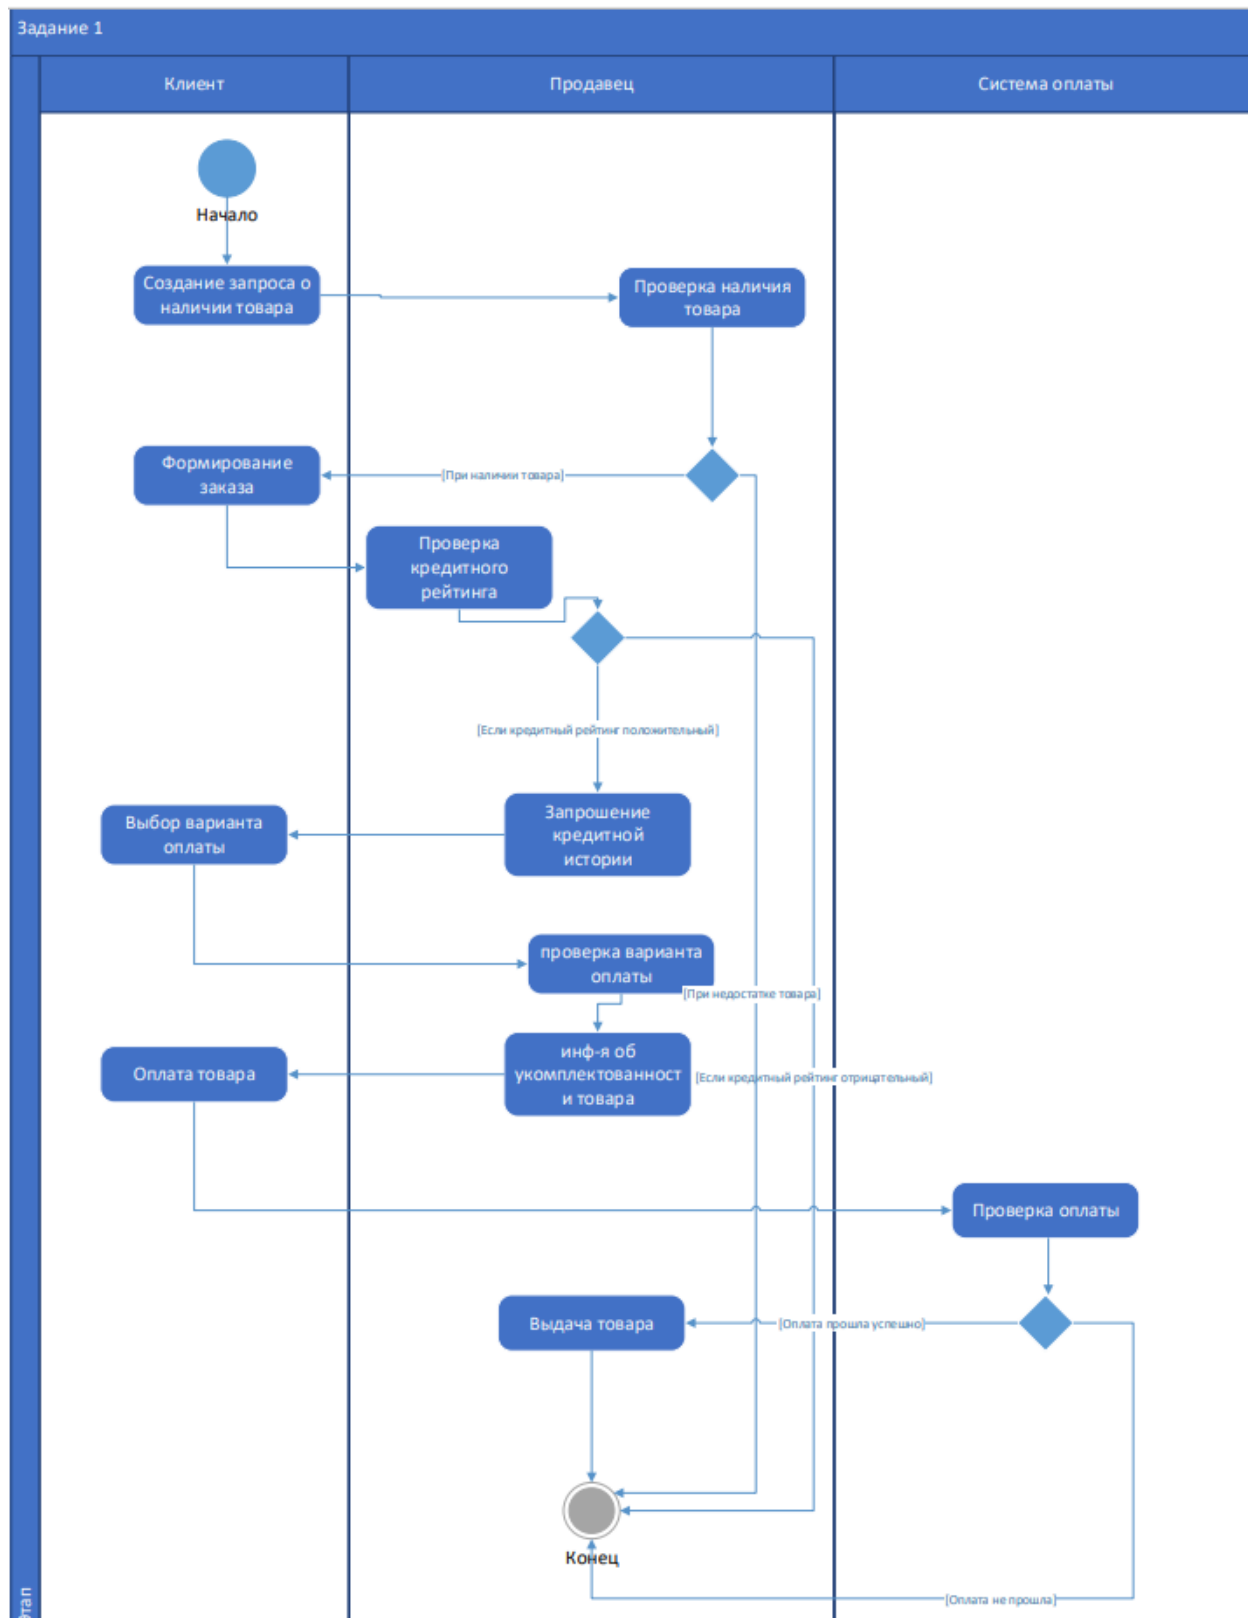 Задание 1
Клиент
Продавец
Система оплаты
Начало
Создание запроса о
наличии товара
Проверка наличия
товара
Формирование
заказа
[При наличии товара]
Проверка
кредитного
рейтинга
[Если кредитный рейтинг положительный]
Выбор варианта
оплаты
Запрошение
кредитной
истории
проверка варианта
оплаты
[При недостатке товара]
Оплата товара
инф-я об
укомплектованност
и товара
[Если кредитный рейтинг отрицательный]
Проверка оплаты
Выдача товара
[Оплата прошла успешно]
Конец
[Оплата не прошла]
Этап